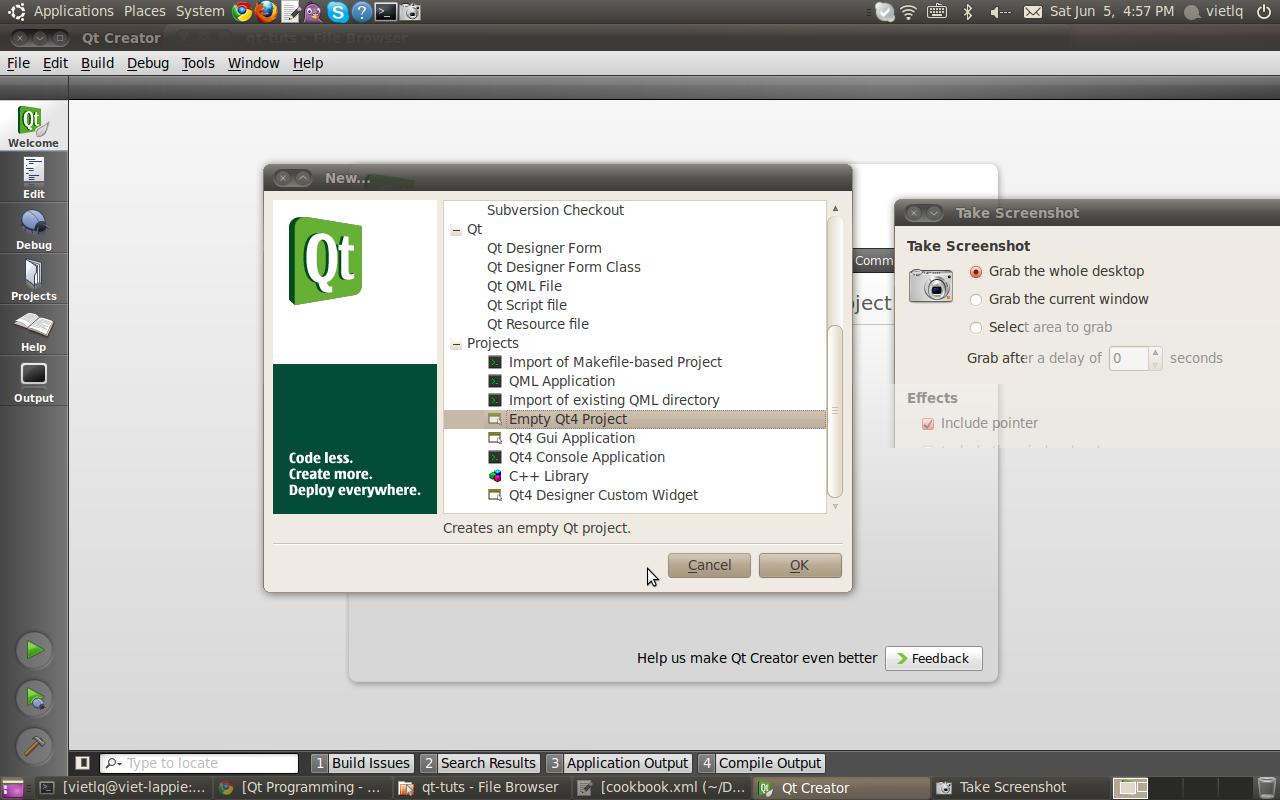 Applications Places System
Sat Jun 5, 4:57 PM vietlq
Qt Creator
qt-tuts - File Browser
File Edit Build Debug Tools Window Help
Qt
Welcome
Edit
Debug
Projects
Help
Output
New...
Qt
Code less.
Create more.
Deploy everywhere.
Subversion Checkout
Qt
Qt Designer Form
Qt Designer Form Class
Qt QML File
Qt Script file
Qt Resource file
Projects
Import of Makefile-based Project
QML Application
Import of existing QML directory
Empty Qt4 Project
Qt4 Gui Application
Qt4 Console Application
C++ Library
Qt4 Designer Custom Widget
Creates an empty Qt project.
Cancel OK
Comm
oject
Take Screenshot
Take Screenshot
Grab the whole desktop
Grab the current window
Select area to grab
Grab after a delay of 0 seconds
Effects
Include pointer
Help us make Qt Creator even better Feedback
Type to locate 1 Build Issues 2 Search Results 3 Application Output 4 Compile Output
[vietlq@viet-lappie:... [Qt Programming - ... qt-tuts - File Browser [cookbook.xml (~/D... Qt Creator Take Screenshot